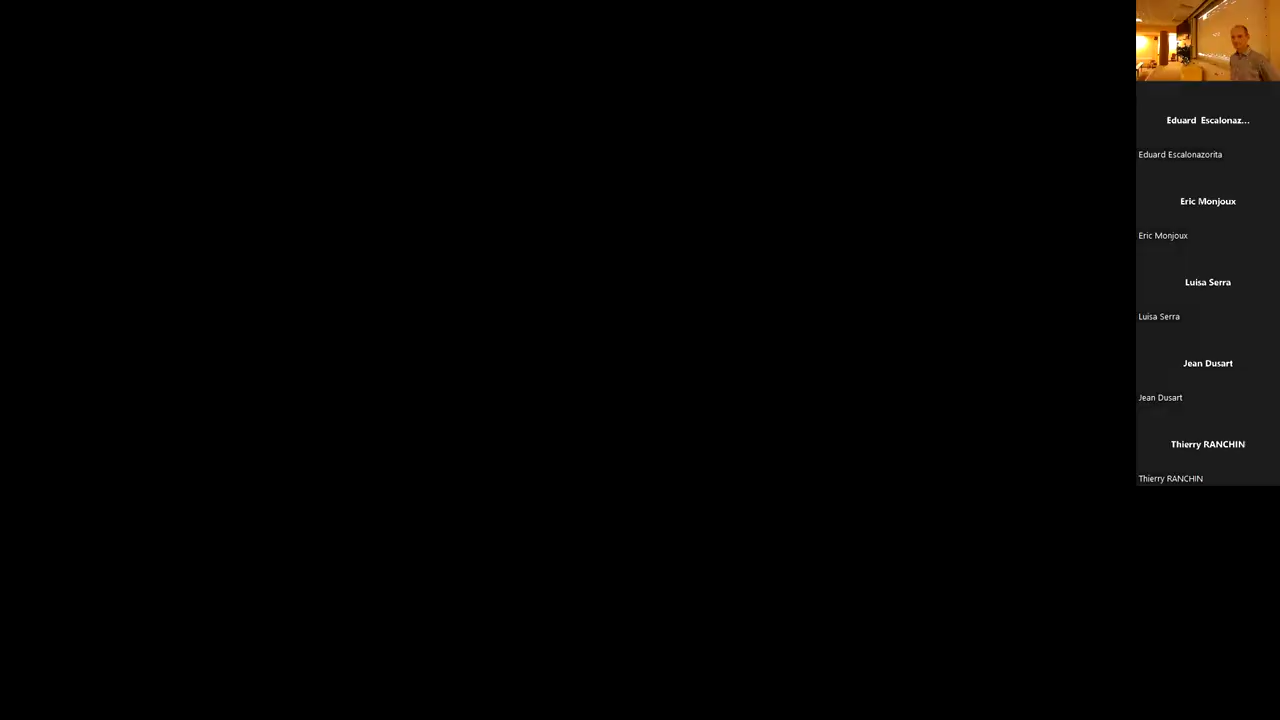 Eduard Escalonaz...
Eduard Escalonazorita
Eric Monjoux
Eric Monjoux
Luisa Serra
Luisa Serra
Jean Dusart
Jean Dusart
Thierry RANCHIN
Thierry RANCHIN